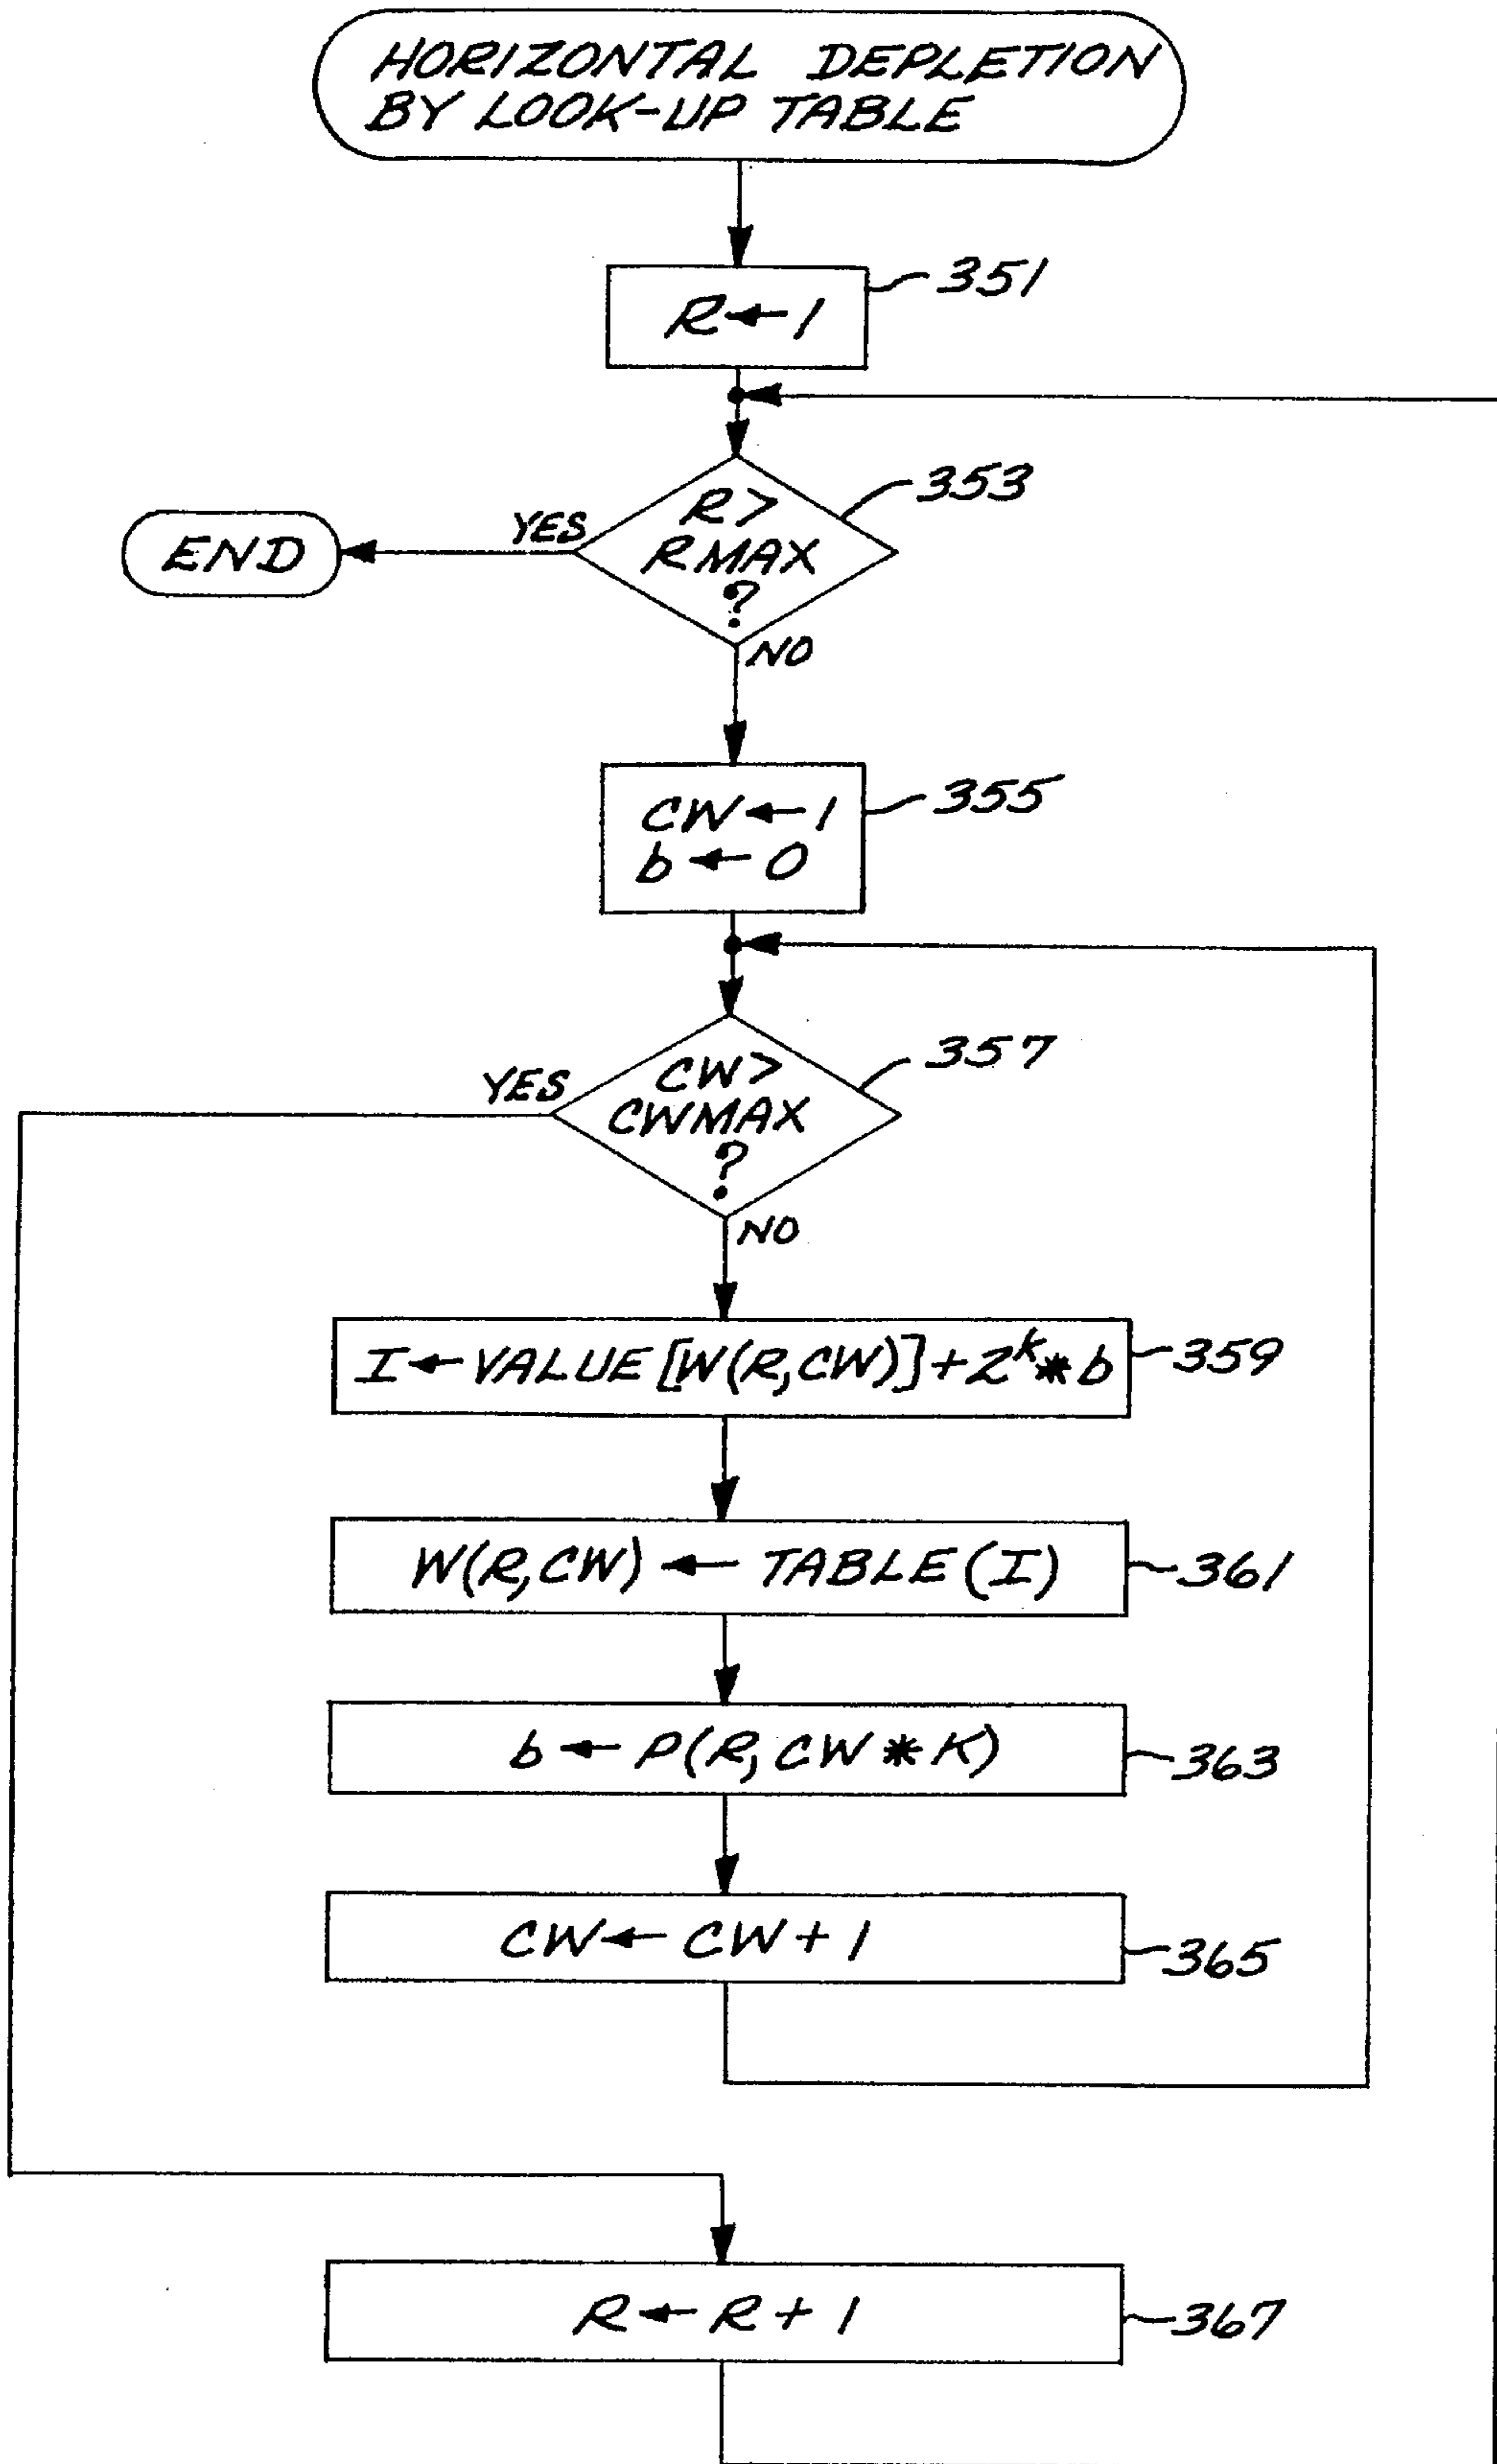 HORIZONTAL DEPLETION
BY LOOK-UP TABLE
R←1
351
R>
RMAX
?
353
YES
END
NO
CW←1
b←0
355
CW>
CWMAX
?
357
YES
NO
I←VALUE[W(R,CW)]+2^k*b
359
W(R,CW)←TABLE(I)
361
b←P(R,CW*K)
363
CW←CW+1
365
R←R+1
367